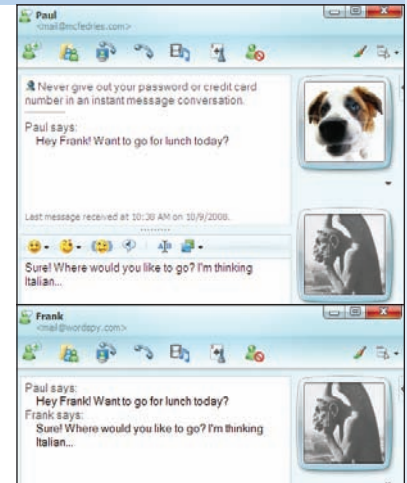 Paul
<mail@mcfedries.com>
Never give out your password or credit card
number in an instant message conversation.
Paul says:
Hey Frank! Want to go for lunch today?
Last message received at 10:30 AM on 10/9/2008.
Sure! Where would you like to go? I'm thinking
Italian...
Frank
<mail@wordspy.com>
Paul says:
Hey Frank! Want to go for lunch today?
Frank says:
Sure! Where would you like to go? I'm thinking
Italian...